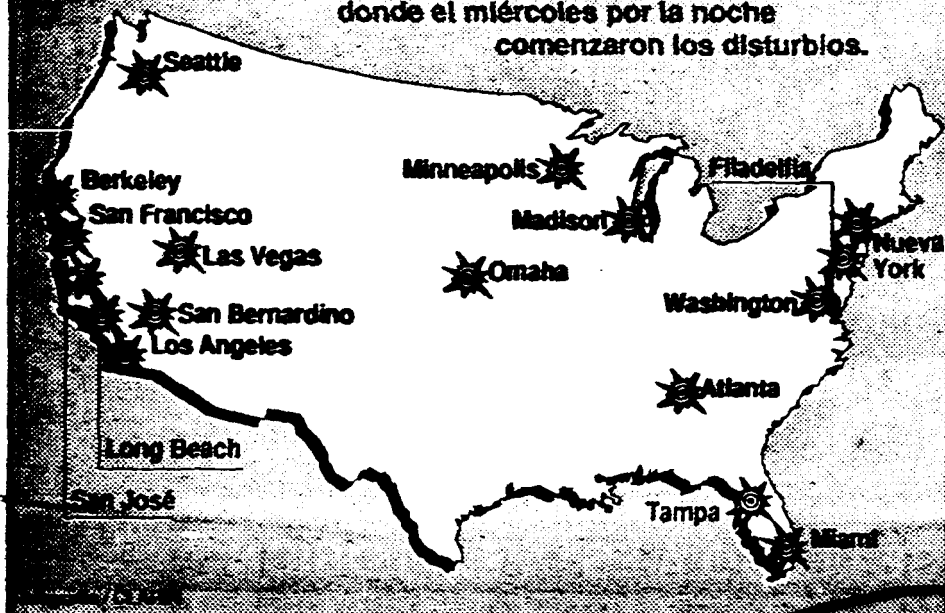 donde el miércoles por la noche
comenzaron los disturbios.
Seattle
Berkeley
San Francisco
Las Vegas
San Bernardino
Los Angeles
Long Beach
San José
Minneapolis
Madison
Omaha
Filadelfia
Nueva
York
Washington
Atlanta
Tampa
Miami